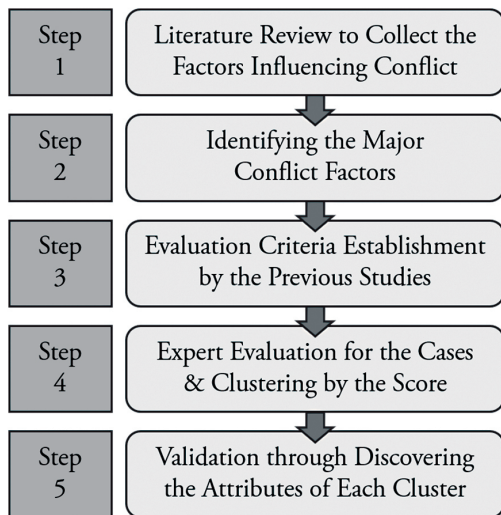 Step
1
Literature Review to Collect the
Factors Influencing Conflict
Step
2
Identifying the Major
Conflict Factors
Step
3
Evaluation Criteria Establishment
by the Previous Studies
Step
4
Expert Evaluation for the Cases
& Clustering by the Score
Step
5
Validation through Discovering
the Attributes of Each Cluster